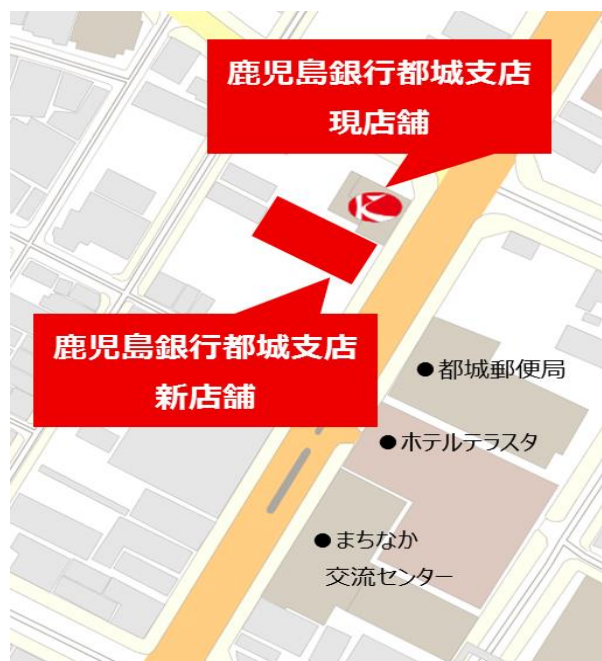 鹿児島銀行都城支店
現店舗
鹿児島銀行都城支店
新店舗
●都城郵便局
●ホテルテラスタ
●まちなか
交流センター